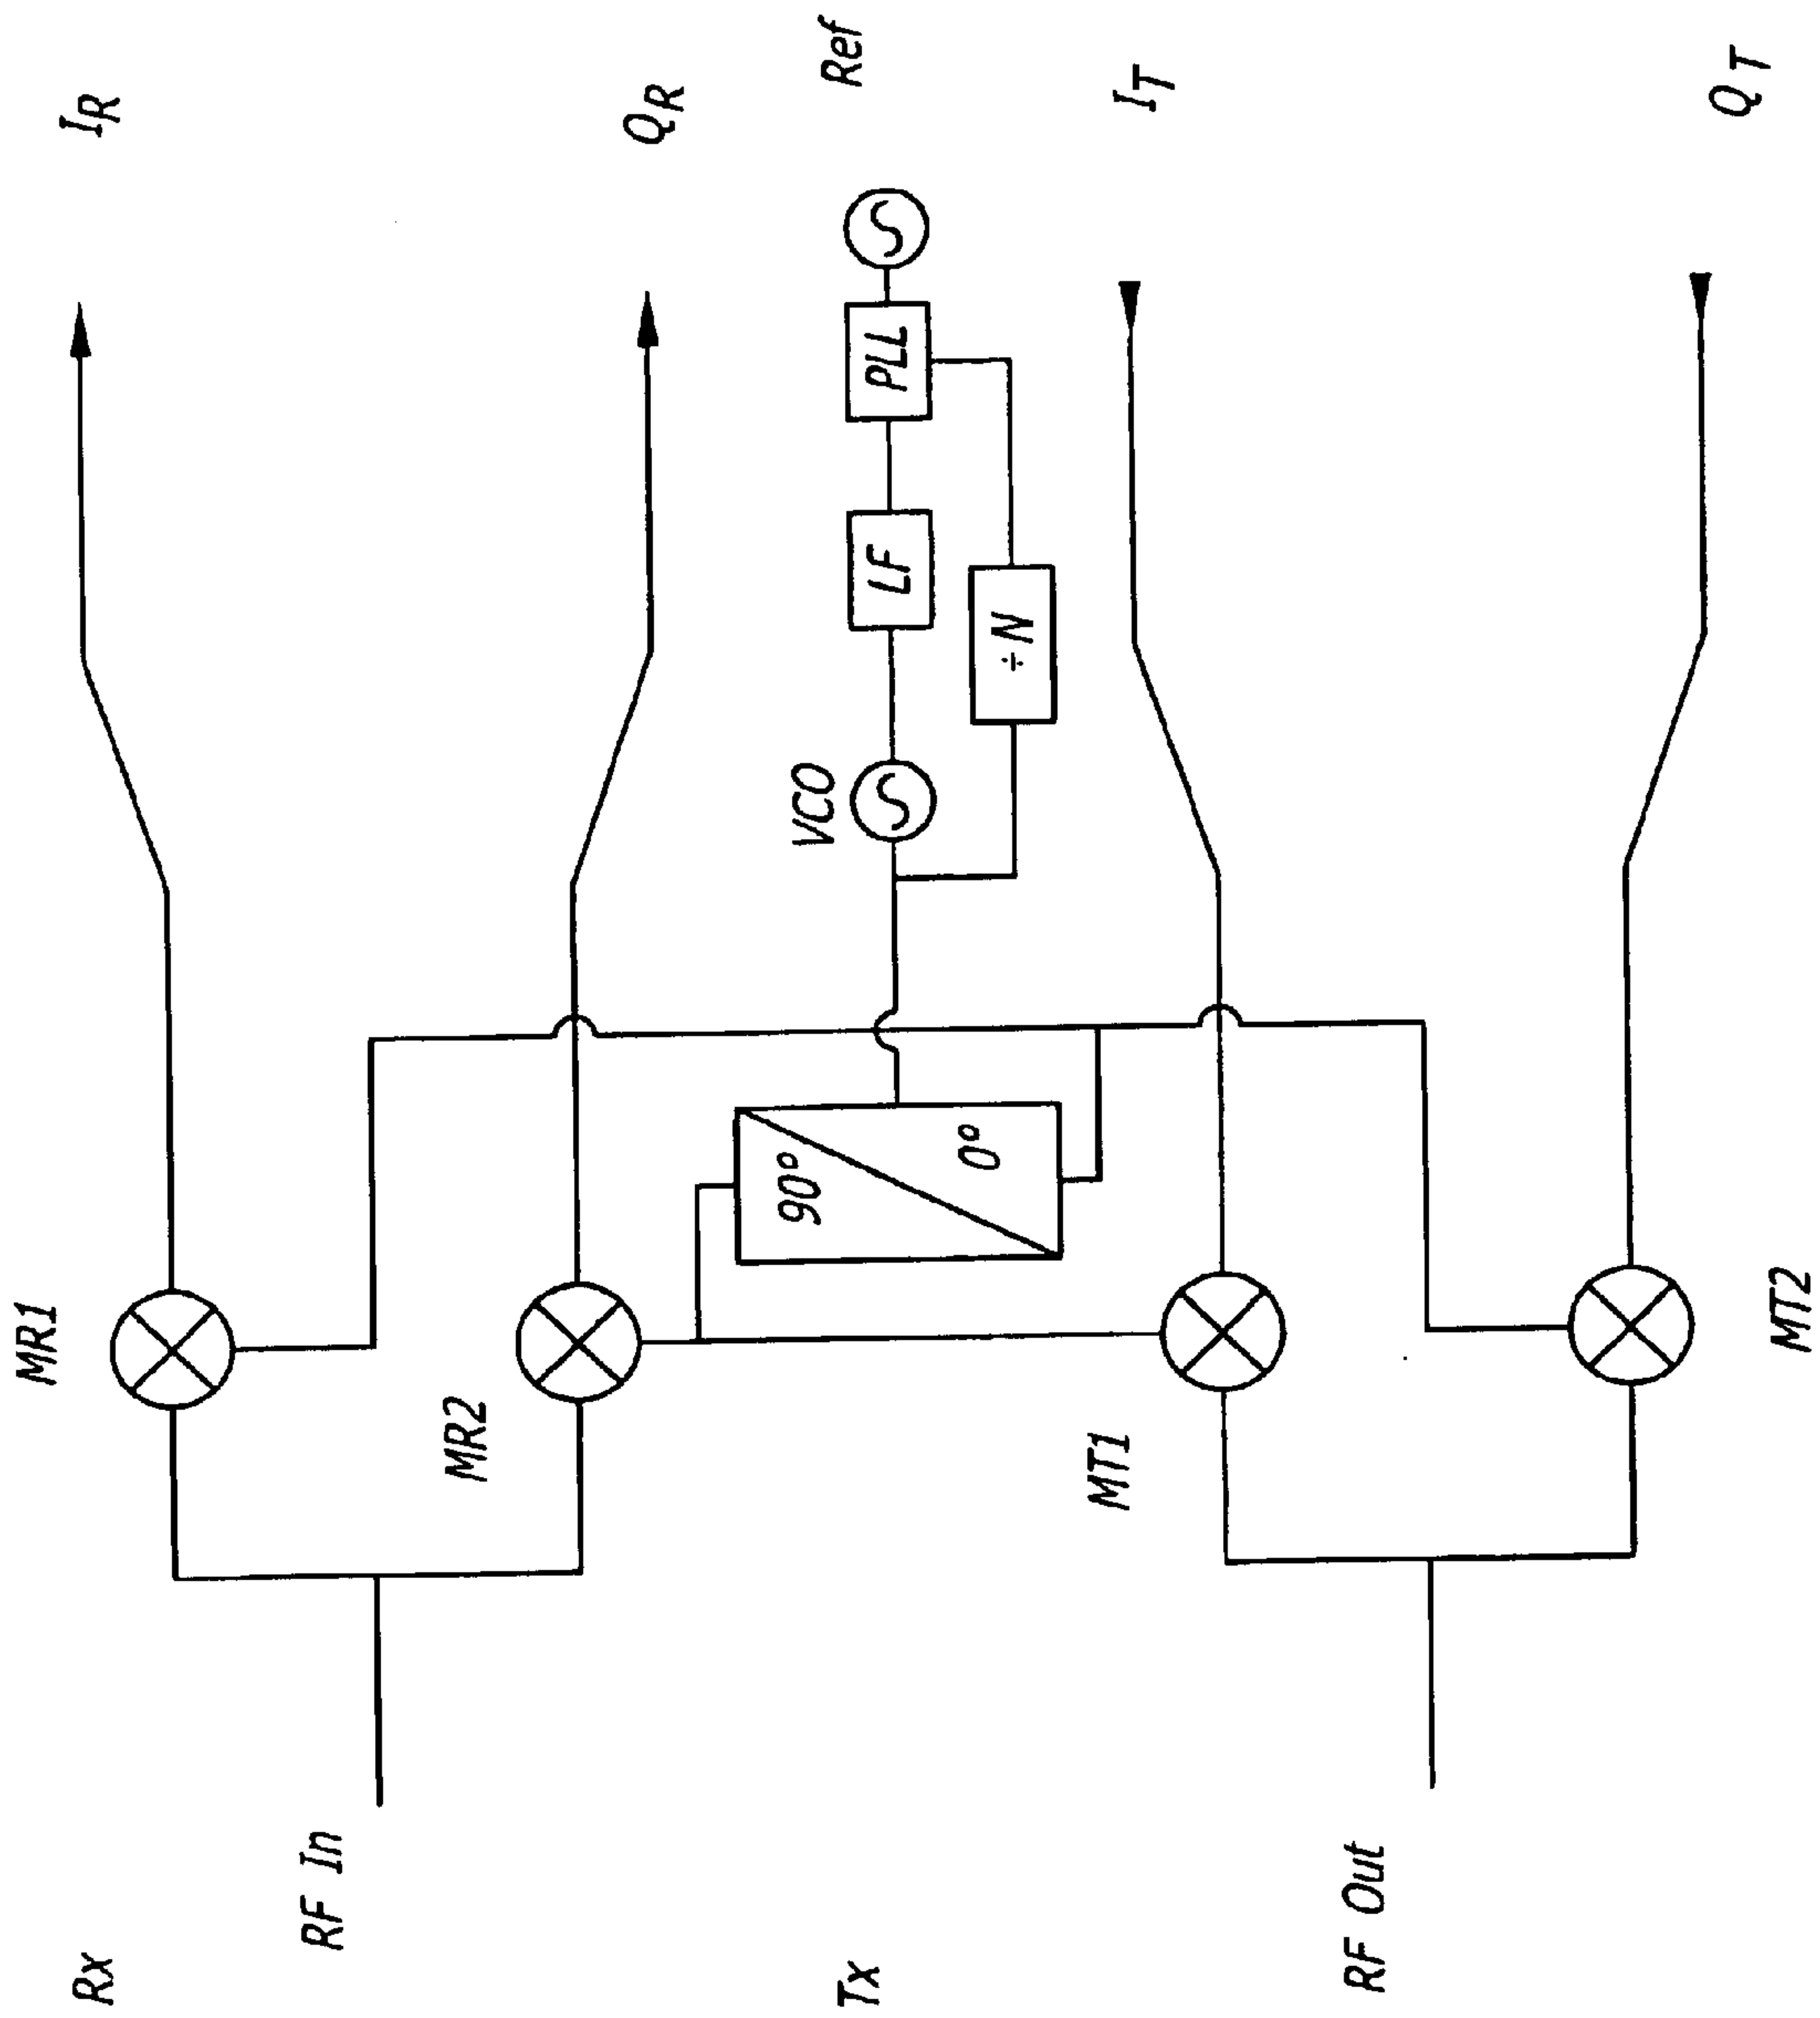 Rx
RF In
MR1
MR2
I_R
Q_R
VCO
Ref
LF
PLL
÷N
90°
0°
Tx
RF Out
MT1
MT2
I_T
Q_T